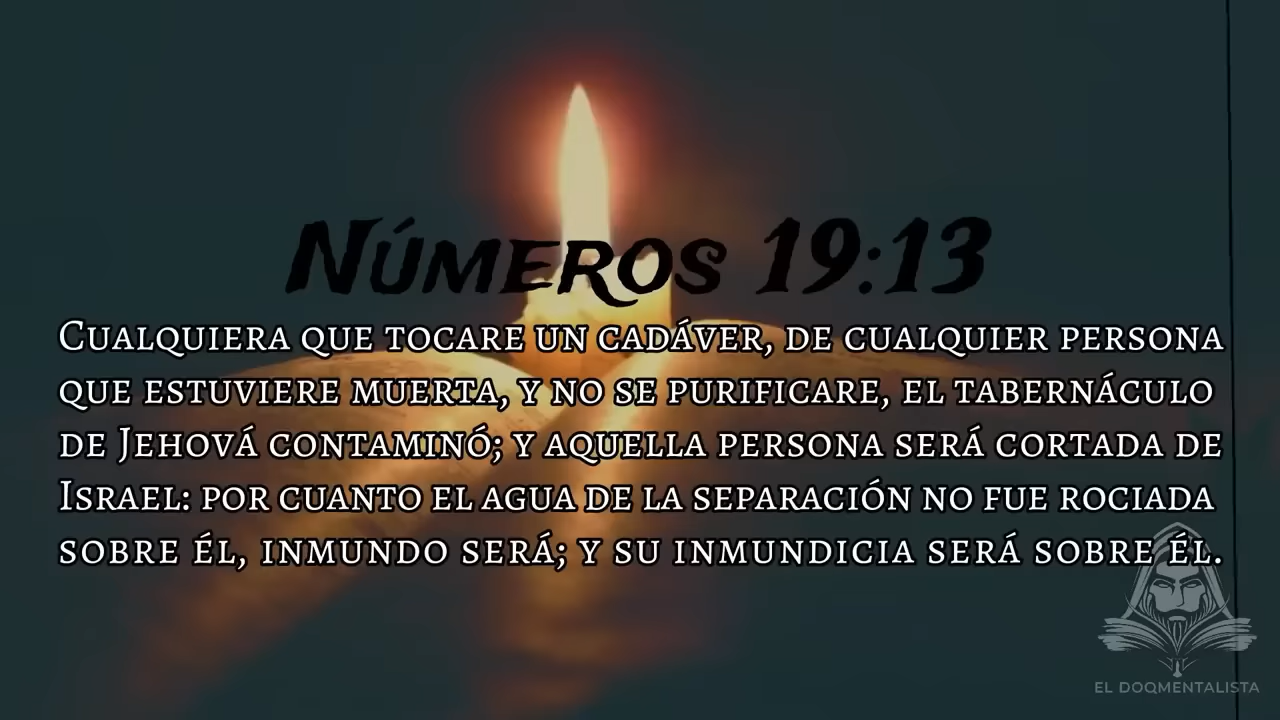 Números 19:13
Cualquiera que tocare un cadáver, de cualquier persona
que estuviere muerta, y no se purificare, el tabernáculo
de Jehová contaminó; y aquella persona será cortada de
Israel: por cuanto el agua de la separación no fue rociada
sobre él, inmundo será; y su inmundicia será sobre él.
EL DOQMENTALISTA